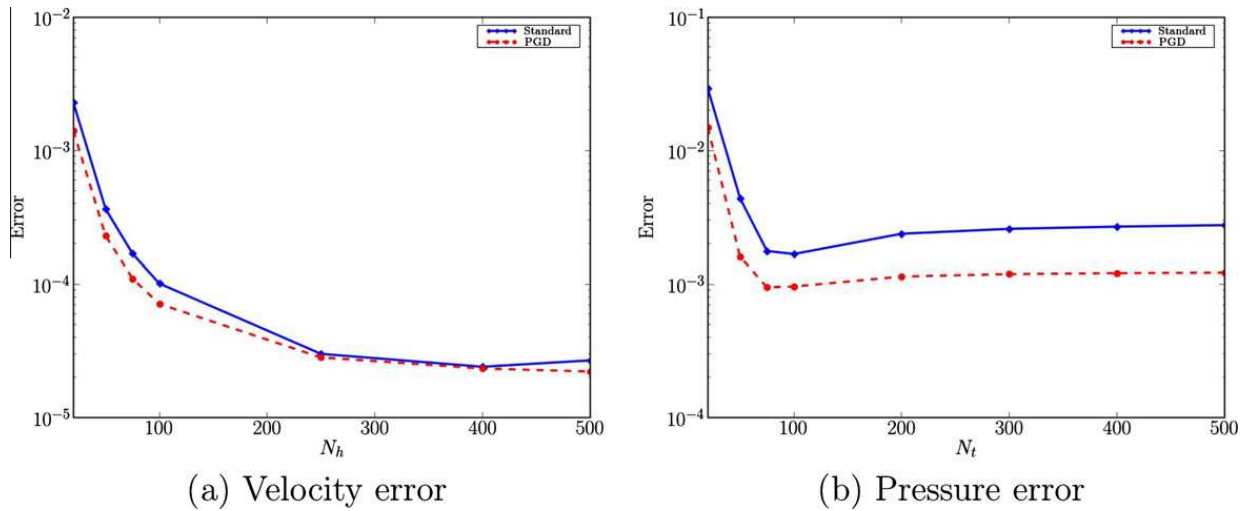 10⁻²
10⁻³
10⁻⁴
10⁻⁵
Error
100
200
300
400
500
N_h
Standard
PGD
(a) Velocity error
10⁻¹
10⁻²
10⁻³
10⁻⁴
Error
100
200
300
400
500
N_t
Standard
PGD
(b) Pressure error